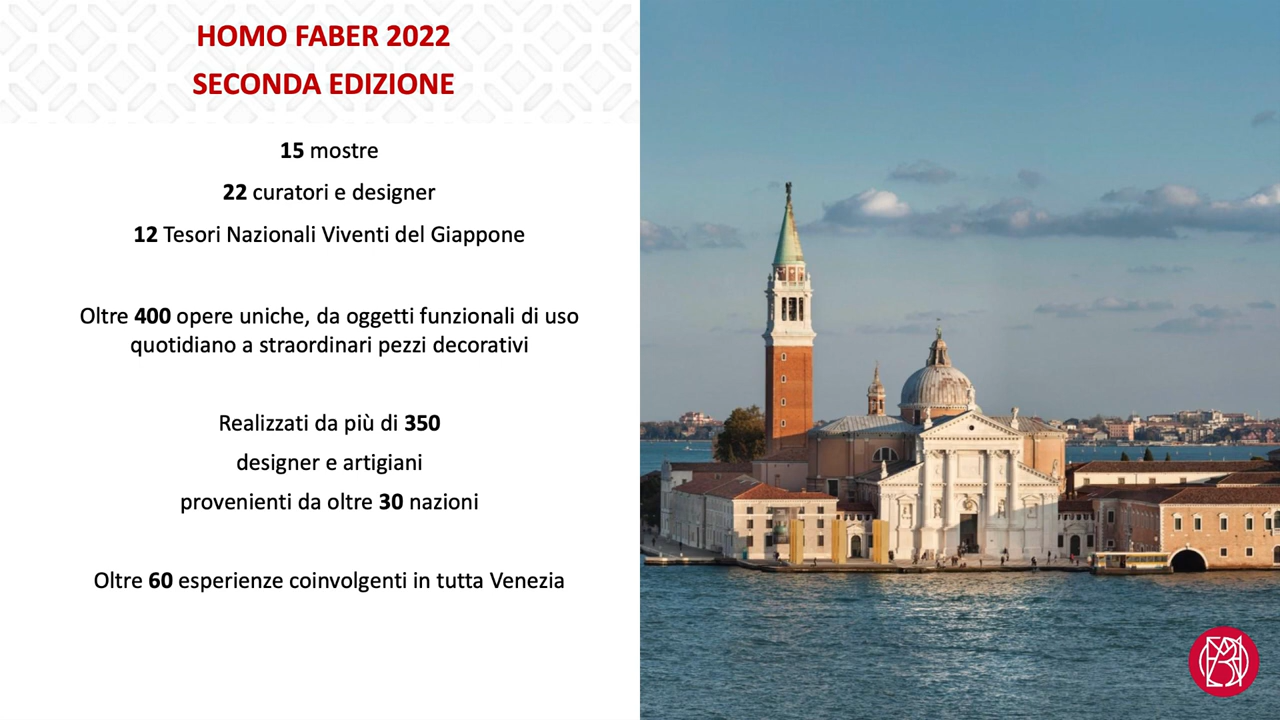 HOMO FABER 2022
SECONDA EDIZIONE
15 mostre
22 curatori e designer
12 Tesori Nazionali Viventi del Giappone
Oltre 400 opere uniche, da oggetti funzionali di uso
quotidiano a straordinari pezzi decorativi
Realizzati da più di 350
designer e artigiani
provenienti da oltre 30 nazioni
Oltre 60 esperienze coinvolgenti in tutta Venezia